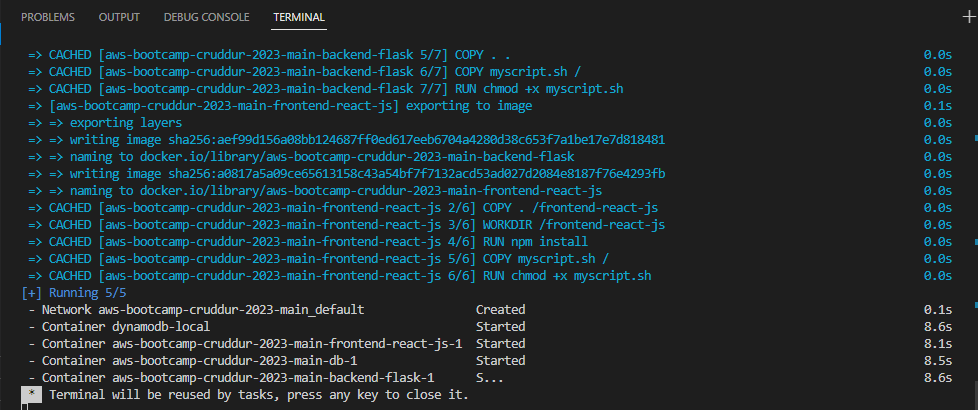 PROBLEMS OUTPUT DEBUG CONSOLE TERMINAL
=> CACHED [aws-bootcamp-cruddur-2023-main-backend-flask 5/7] COPY . . 0.0s
=> CACHED [aws-bootcamp-cruddur-2023-main-backend-flask 6/7] COPY myscript.sh / 0.0s
=> CACHED [aws-bootcamp-cruddur-2023-main-backend-flask 7/7] RUN chmod +x myscript.sh 0.0s
=> [aws-bootcamp-cruddur-2023-main-frontend-react-js] exporting to image 0.1s
=> => exporting layers 0.0s
=> => writing image sha256:aef99d156a08bb124687ff0ed617eeb6704a4280d38c653f7a1be17e7d818481 0.0s
=> => naming to docker.io/library/aws-bootcamp-cruddur-2023-main-backend-flask 0.0s
=> => writing image sha256:a0817a5a09ce65613158c43a54bf7f7132acd53ad027d2084e8187f76e4293fb 0.0s
=> => naming to docker.io/library/aws-bootcamp-cruddur-2023-main-frontend-react-js 0.0s
=> CACHED [aws-bootcamp-cruddur-2023-main-frontend-react-js 2/6] COPY . /frontend-react-js 0.0s
=> CACHED [aws-bootcamp-cruddur-2023-main-frontend-react-js 3/6] WORKDIR /frontend-react-js 0.0s
=> CACHED [aws-bootcamp-cruddur-2023-main-frontend-react-js 4/6] RUN npm install 0.0s
=> CACHED [aws-bootcamp-cruddur-2023-main-frontend-react-js 5/6] COPY myscript.sh / 0.0s
=> CACHED [aws-bootcamp-cruddur-2023-main-frontend-react-js 6/6] RUN chmod +x myscript.sh 0.0s
[+] Running 5/5
- Network aws-bootcamp-cruddur-2023-main_default Created 0.1s
- Container dynamodb-local Started 8.6s
- Container aws-bootcamp-cruddur-2023-main-frontend-react-js-1 Started 8.1s
- Container aws-bootcamp-cruddur-2023-main-db-1 Started 8.5s
- Container aws-bootcamp-cruddur-2023-main-backend-flask-1 S... 8.6s
* Terminal will be reused by tasks, press any key to close it.